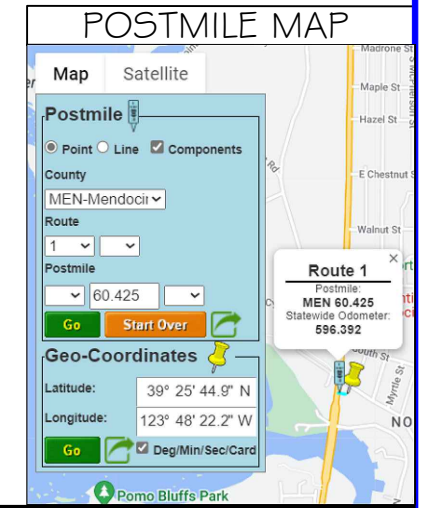 POSTMILE MAP
Map Satellite
Madrone St
Maple St
Hazel St
E Chestnut S
Walnut St
South St
Myrtle St
Rd
NO
Postmile
Point Line Components
County
MEN-Mendocin
Route
1
Postmile
60.425
Go Start Over
Geo-Coordinates
Latitude: 39° 25' 44.9" N
Longitude: 123° 48' 22.2" W
Go Deg/Min/Sec/Card
Route 1
Postmile:
MEN 60.425
Statewide Odometer:
596.392
Pomo Bluffs Park